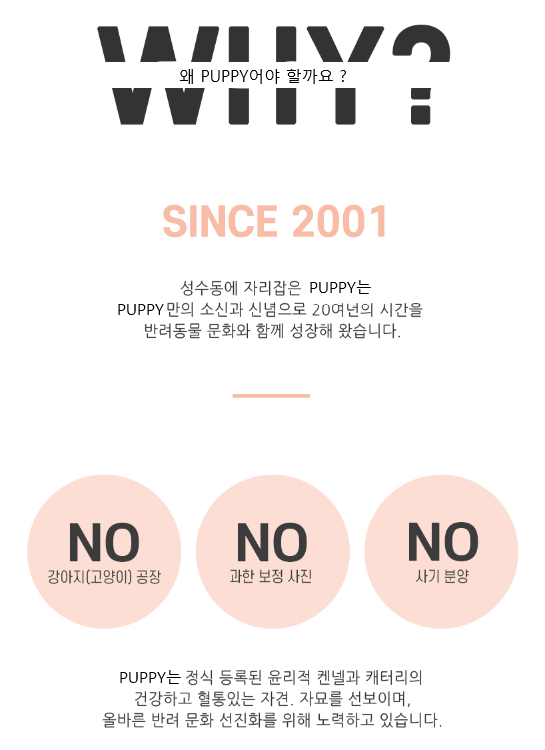 WHY?
왜 PUPPY어야 할까요 ?
SINCE 2001
성수동에 자리잡은 PUPPY는
PUPPY만의 소신과 신념으로 20여년의 시간을
반려동물 문화와 함께 성장해 왔습니다.
NO
강아지(고양이) 공장
NO
과한 보정 사진
NO
사기 분양
PUPPY는 정식 등록된 윤리적 켄넬과 캐터리의
건강하고 혈통있는 자견. 자묘를 선보이며,
올바른 반려 문화 선진화를 위해 노력하고 있습니다.